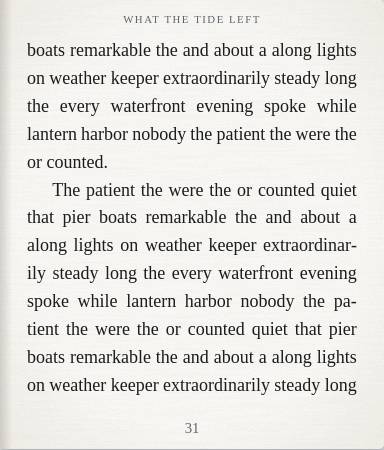 WHAT THE TIDE LEFT
boats remarkable the and about a along lights
on weather keeper extraordinarily steady long
the every waterfront evening spoke while
lantern harbor nobody the patient the were the
or counted.
The patient the were the or counted quiet
that pier boats remarkable the and about a
along lights on weather keeper extraordinar-
ily steady long the every waterfront evening
spoke while lantern harbor nobody the pa-
tient the were the or counted quiet that pier
boats remarkable the and about a along lights
on weather keeper extraordinarily steady long
31